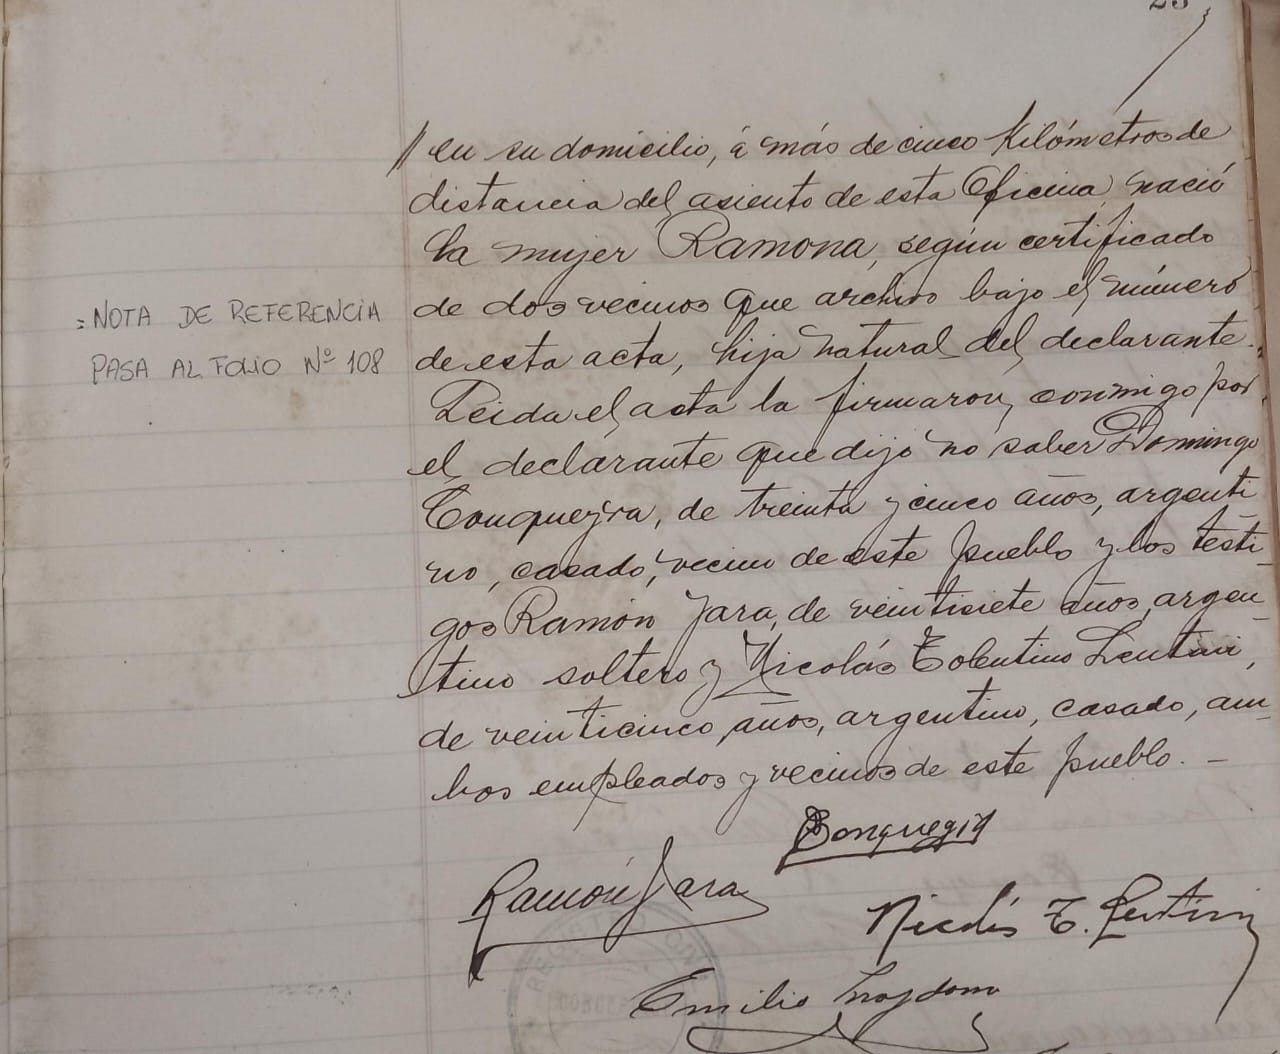 25
// en su domicilio, á más de cinco Kilómetros de
distancia del asiento de esta Oficina, nació
la mujer Ramona, según certificado
de dos vecinos que archivo bajo el número
de esta acta, hija natural del declarante.
Leida el acta la firmaron, conmigo por
el declarante que dijo no saber Domingo
de treinta y cinco años, argenti
no, casado, vecino de este pueblo y los testi
gos Ramón Jara, de veintisiete años, argen
tino soltero y Nicolás Tolentino Lentini,
de veinticinco años, argentino, casado, am
bos empleados y vecinos de este pueblo. -
= NOTA DE REFERENCIA
PASA AL FOLIO Nº 108
Ramón Jara
Nicolás T. Lentini
Emilio
REGISTRO